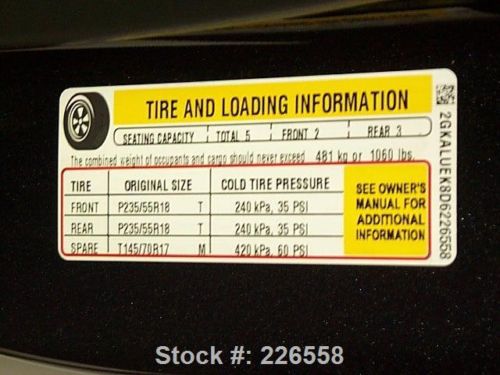 TIRE AND LOADING INFORMATION
SEATING CAPACITY TOTAL 5 FRONT 2 REAR 3
The combined weight of occupants and cargo should never exceed 481 kg or 1060 lbs.
TIRE ORIGINAL SIZE COLD TIRE PRESSURE
FRONT P235/55R18 T 240 kPa, 35 PSI
REAR P235/55R18 T 240 kPa, 35 PSI
SPARE T145/70R17 M 420 kPa, 60 PSI
SEE OWNER'S
MANUAL FOR
ADDITIONAL
INFORMATION
2GKALUEK8D6226558
Stock #: 226558